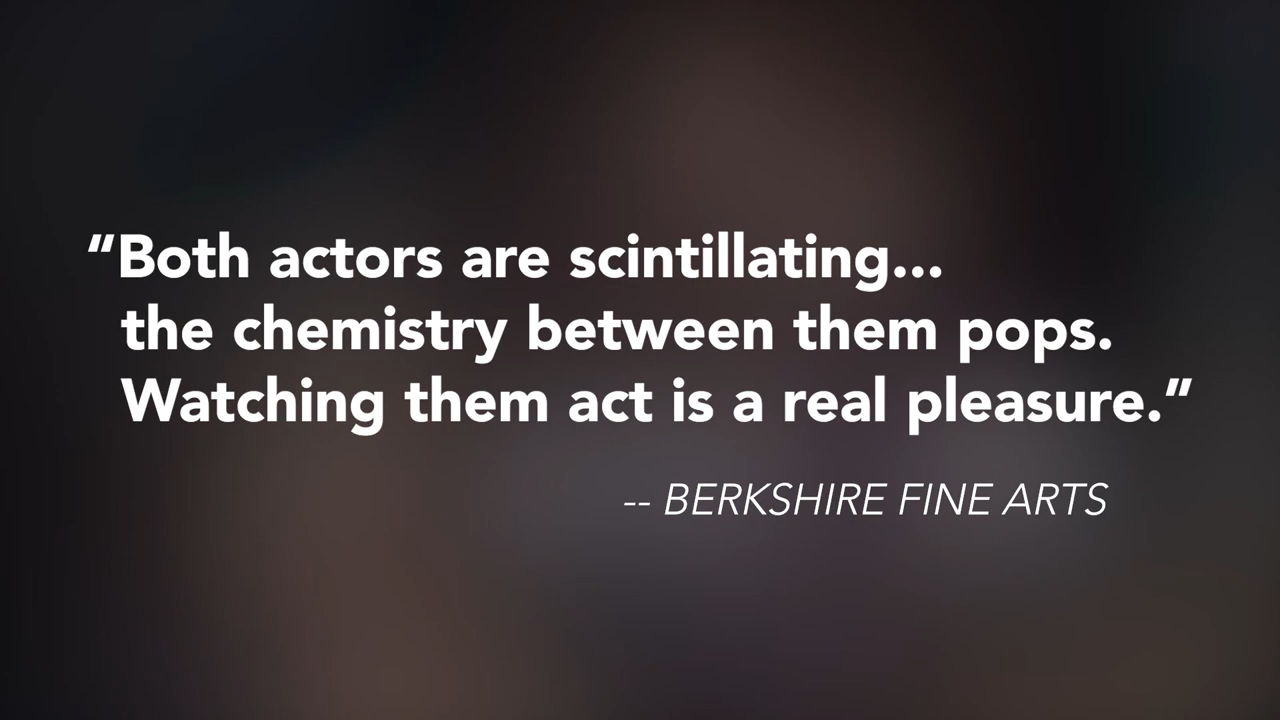 “Both actors are scintillating...
the chemistry between them pops.
Watching them act is a real pleasure.”
-- BERKSHIRE FINE ARTS